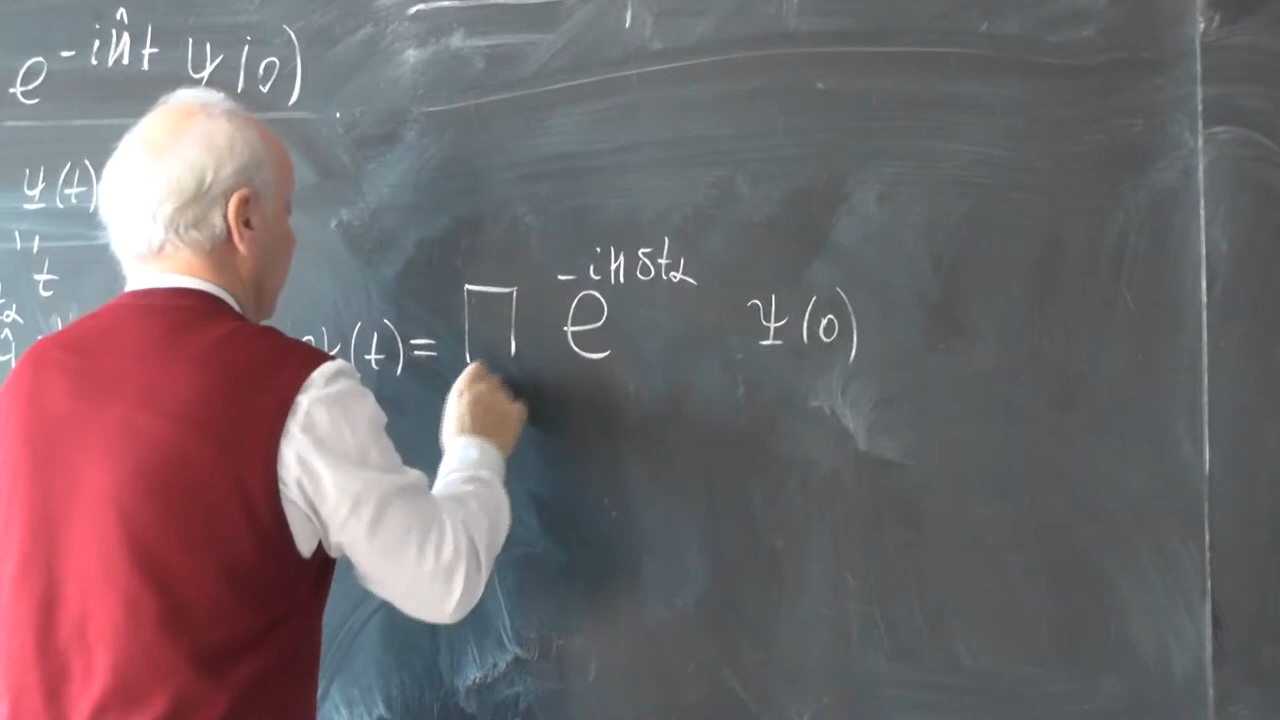 e^{-iĤt} ψ(0)
Ψ(t)
"
t
Ψ(t) = ∏ e^{-iHδt_α} Ψ(0)